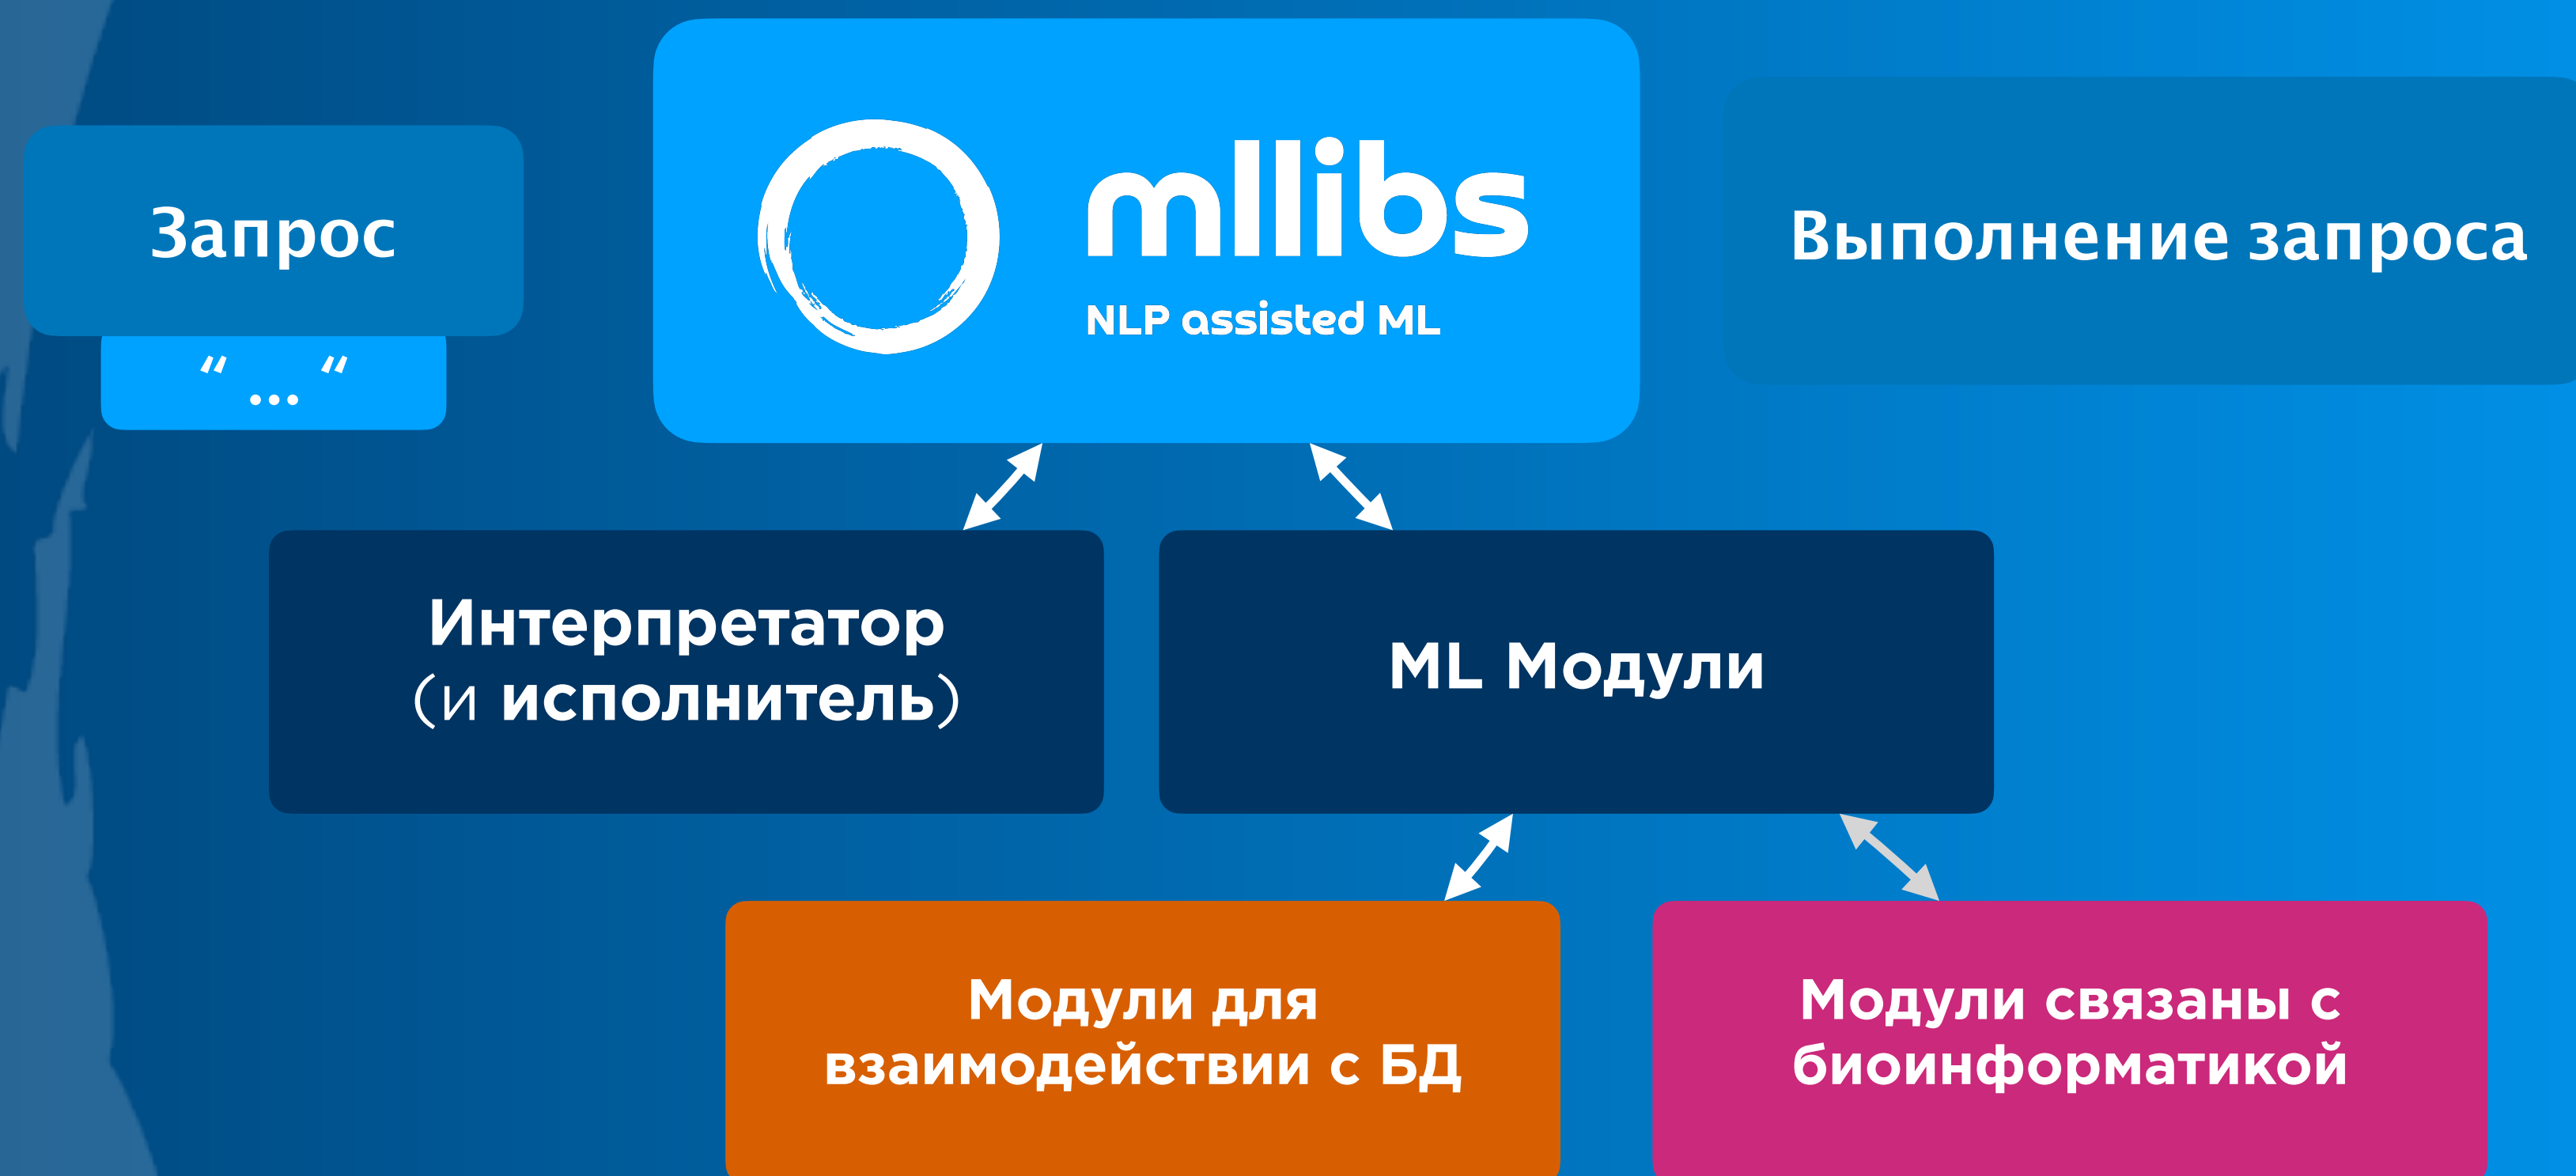 Запрос
“ ... “
mllibs
NLP assisted ML
Выполнение запроса
Интерпретатор
(и исполнитель)
ML Модули
Модули для
взаимодействии с БД
Модули связаны с
биоинформатикой